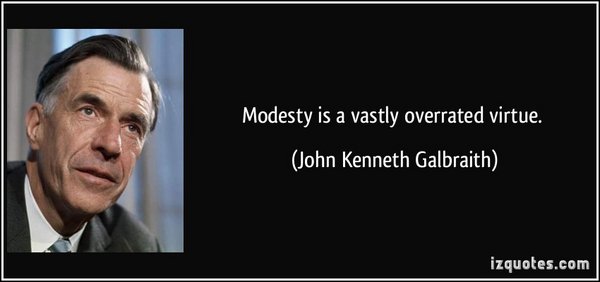 Modesty is a vastly overrated virtue.
(John Kenneth Galbraith)
izquotes.com